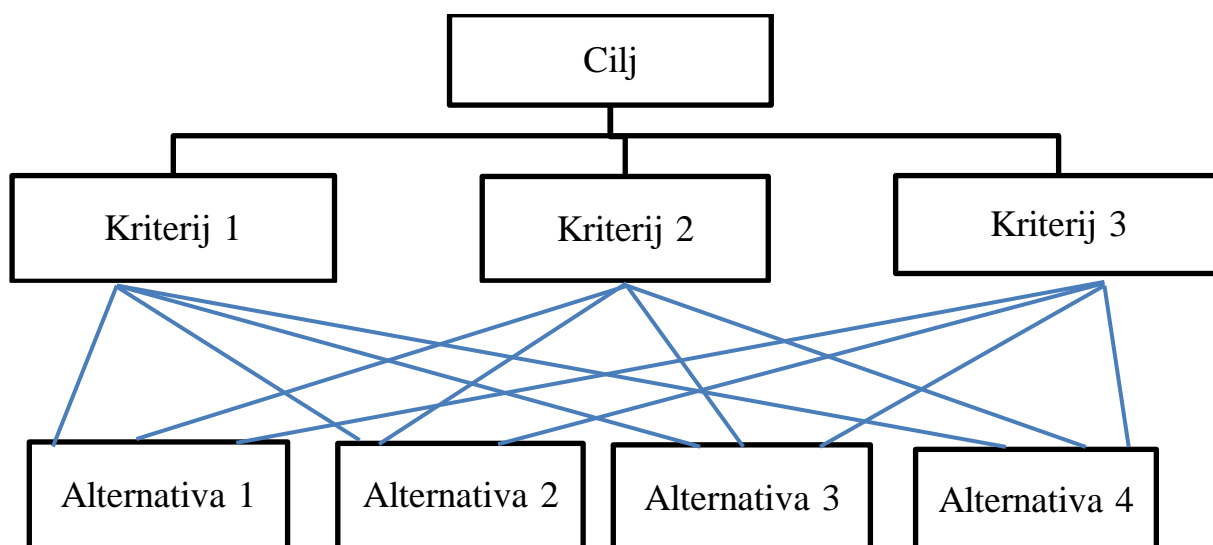 Cilj
Kriterij 1
Kriterij 2
Kriterij 3
Alternativa 1
Alternativa 2
Alternativa 3
Alternativa 4